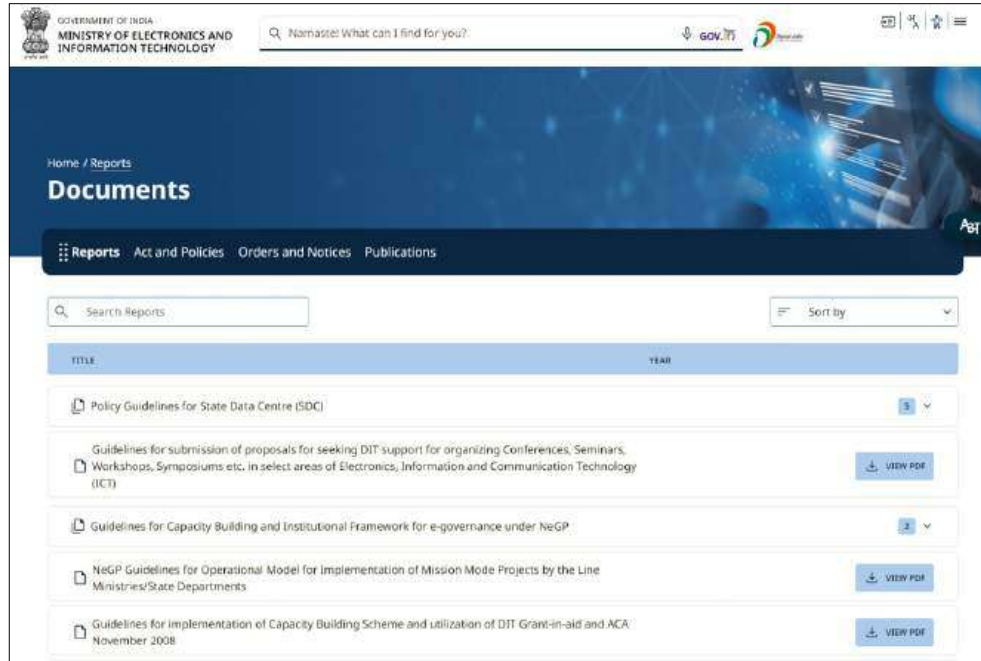 GOVERNMENT OF INDIA
MINISTRY OF ELECTRONICS AND
INFORMATION TECHNOLOGY
Namaste! What can I find for you?
GOV.IN
Home / Reports
Documents
Reports Act and Policies Orders and Notices Publications
Search Reports
Sort by
TITLE YEAR
Policy Guidelines for State Data Centre (SDC) 5
Guidelines for submission of proposals for seeking DIT support for organizing Conferences, Seminars,
Workshops, Symposiums etc. in select areas of Electronics, Information and Communication Technology
(ICT)
VIEW PDF
Guidelines for Capacity Building and Institutional Framework for e-governance under NeGP
NeGP Guidelines for Operational Model for Implementation of Mission Mode Projects by the Line
Ministries/State Departments
VIEW PDF
Guidelines for implementation of Capacity Building Scheme and utilization of DIT Grant-in-aid and ACA
November 2008
VIEW PDF